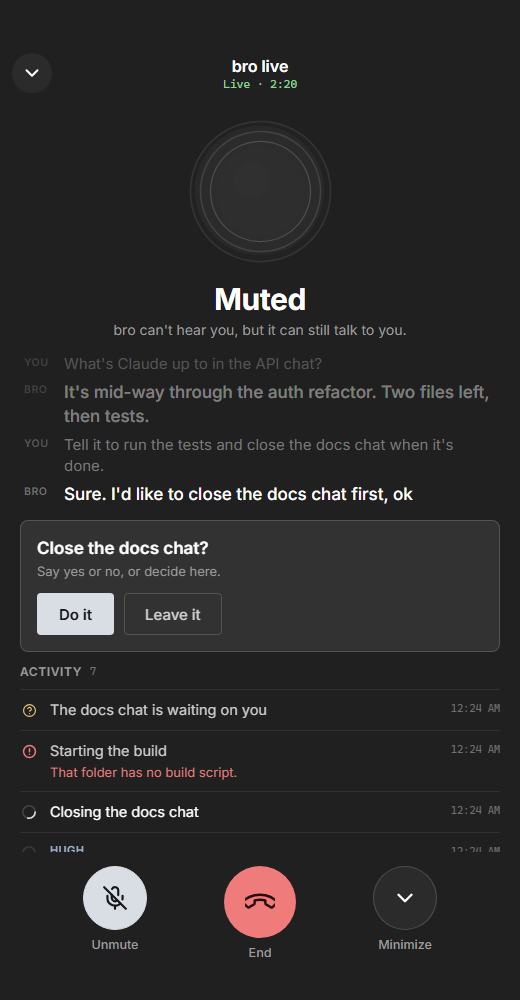 bro live
Live · 2:20
Muted
bro can't hear you, but it can still talk to you.
YOU What's Claude up to in the API chat?
BRO It's mid-way through the auth refactor. Two files left,
then tests.
YOU Tell it to run the tests and close the docs chat when it's
done.
BRO Sure. I'd like to close the docs chat first, ok
Close the docs chat?
Say yes or no, or decide here.
Do it Leave it
ACTIVITY 7
The docs chat is waiting on you 12:24 AM
Starting the build 12:24 AM
That folder has no build script.
Closing the docs chat 12:24 AM
HUGH 12:24 AM
Unmute
End
Minimize